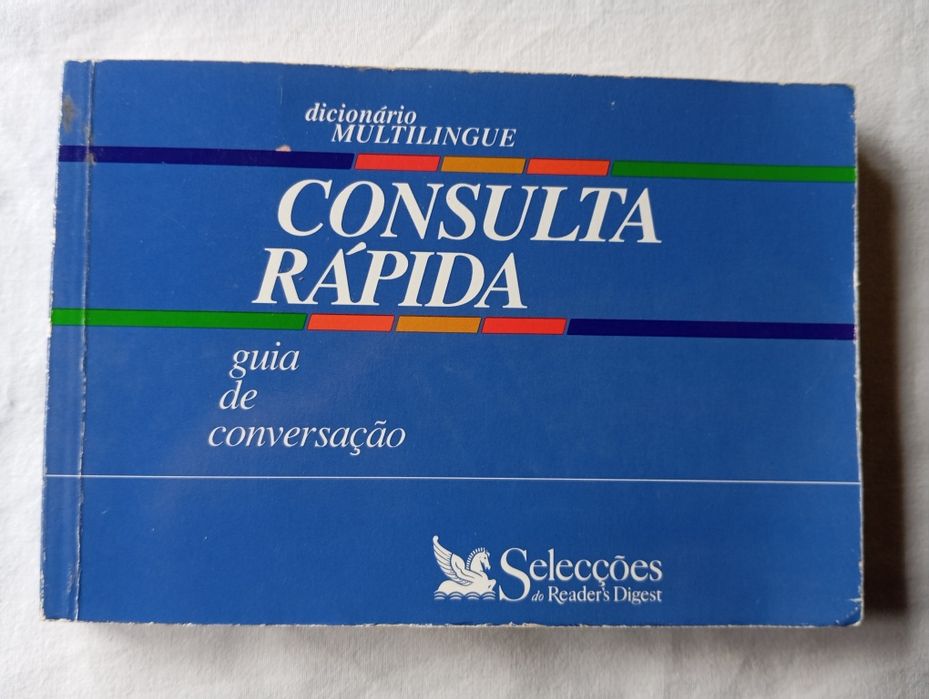 dicionário
MULTILINGUE
CONSULTA
RÁPIDA
guia
de
conversação
Selecções
do Reader's Digest